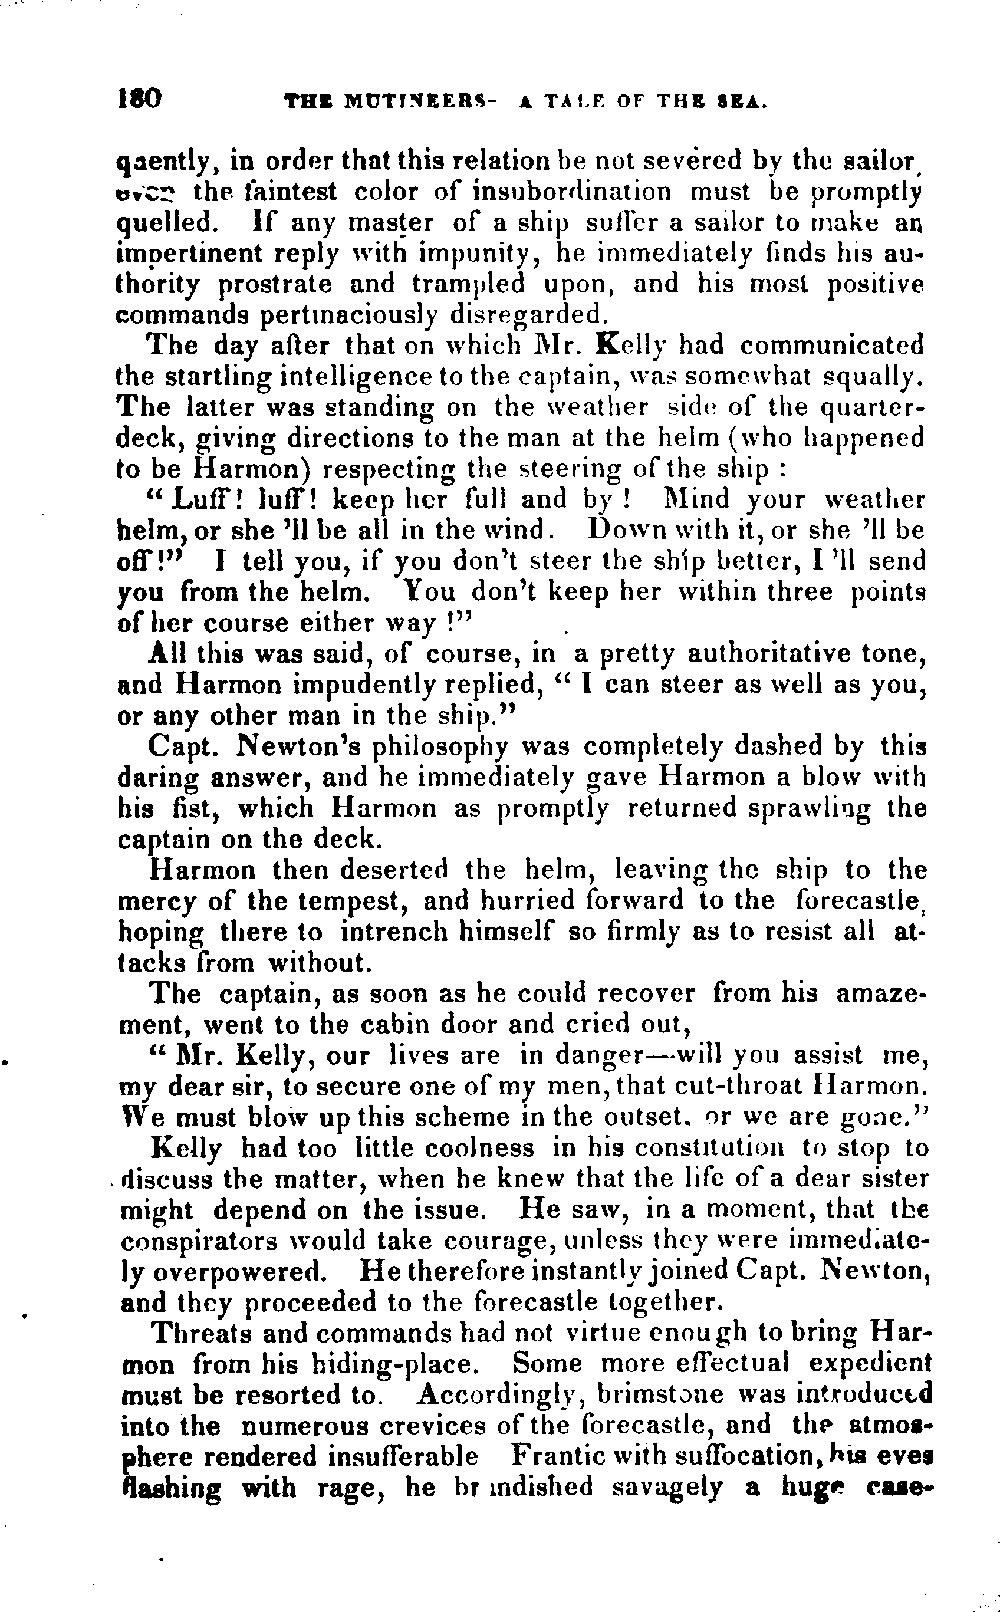 180 THE MUTINEERS- A TALE OF THE SEA.
quently, in order that this relation be not severed by the sailor,
even the faintest color of insubordination must be promptly
quelled. If any master of a ship suffer a sailor to make an
impertinent reply with impunity, he immediately finds his au-
thority prostrate and trampled upon, and his most positive
commands pertinaciously disregarded.
The day after that on which Mr. Kelly had communicated
the startling intelligence to the captain, was somewhat squally.
The latter was standing on the weather side of the quarter-
deck, giving directions to the man at the helm (who happened
to be Harmon) respecting the steering of the ship :
“ Luff! luff! keep her full and by ! Mind your weather
helm, or she ’ll be all in the wind. Down with it, or she ’ll be
off!” I tell you, if you don’t steer the ship better, I ’ll send
you from the helm. You don’t keep her within three points
of her course either way !”
All this was said, of course, in a pretty authoritative tone,
and Harmon impudently replied, “ I can steer as well as you,
or any other man in the ship.”
Capt. Newton’s philosophy was completely dashed by this
daring answer, and he immediately gave Harmon a blow with
his fist, which Harmon as promptly returned sprawling the
captain on the deck.
Harmon then deserted the helm, leaving the ship to the
mercy of the tempest, and hurried forward to the forecastle,
hoping there to intrench himself so firmly as to resist all at-
tacks from without.
The captain, as soon as he could recover from his amaze-
ment, went to the cabin door and cried out,
“ Mr. Kelly, our lives are in danger—will you assist me,
my dear sir, to secure one of my men, that cut-throat Harmon.
We must blow up this scheme in the outset. or we are gone.”
Kelly had too little coolness in his constitution to stop to
discuss the matter, when he knew that the life of a dear sister
might depend on the issue. He saw, in a moment, that the
conspirators would take courage, unless they were immediate-
ly overpowered. He therefore instantly joined Capt. Newton,
and they proceeded to the forecastle together.
Threats and commands had not virtue enough to bring Har-
mon from his hiding-place. Some more effectual expedient
must be resorted to. Accordingly, brimstone was introduced
into the numerous crevices of the forecastle, and the atmos-
phere rendered insufferable Frantic with suffocation, his eyes
flashing with rage, he brandished savagely a huge case-